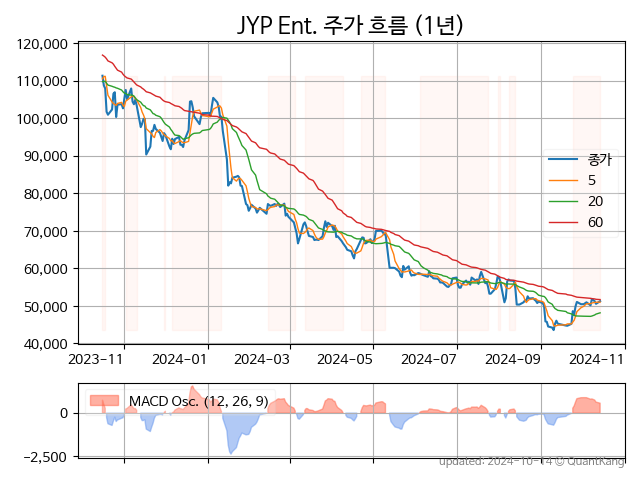 JYP Ent. 주가 흐름 (1년)
120,000
110,000
100,000
90,000
80,000
70,000
60,000
50,000
40,000
종가
5
20
60
2023-11 2024-01 2024-03 2024-05 2024-07 2024-09 2024-11
MACD Osc. (12, 26, 9)
0
−2,500
updated: 2024-10-14 © QuantKang